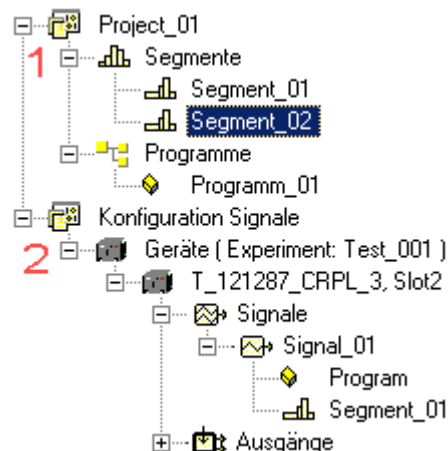 Project_01
1 Segmente
Segment_01
Segment_02
Programme
Programm_01
Konfiguration Signale
2 Geräte ( Experiment: Test_001 )
T_121287_CRPL_3, Slot2
Signale
Signal_01
Program
Segment_01
Ausgänge